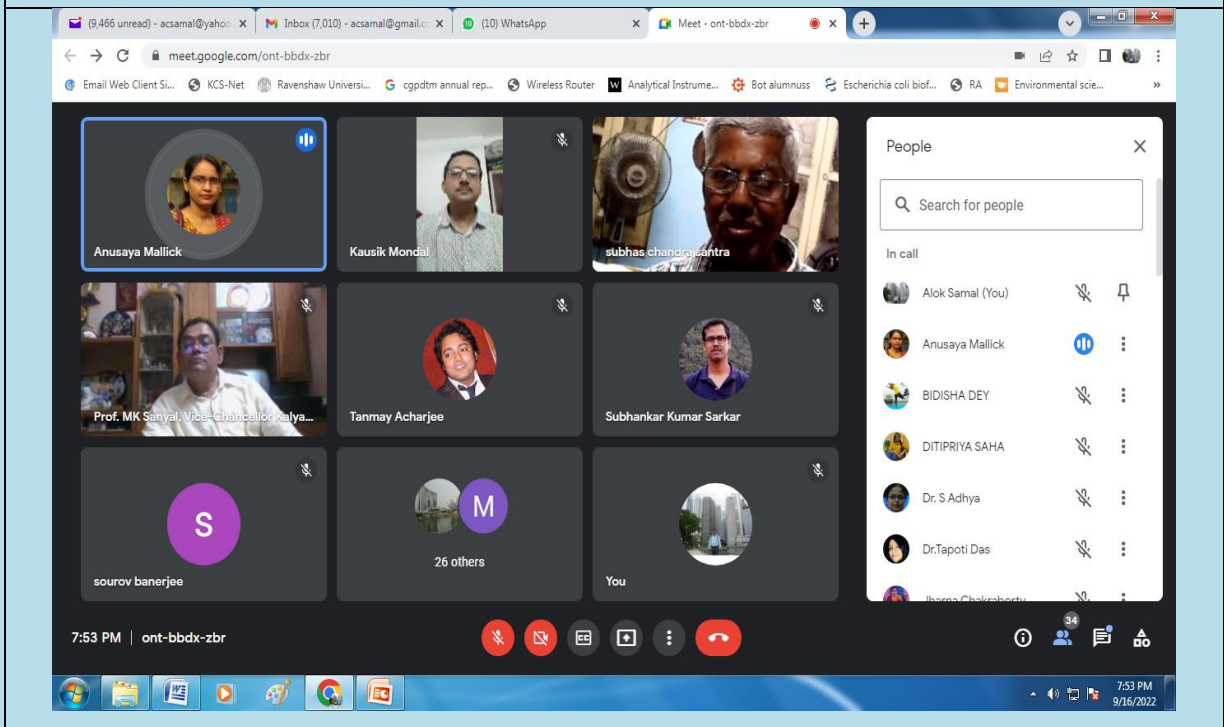 (9,466 unread) - acsamal@yahoo
Inbox (7,010) - acsamal@gmail.c
(10) WhatsApp
Meet - ont-bbdx-zbr
meet.google.com/ont-bbdx-zbr
Email Web Client Si...
KCS-Net
Ravenshaw Universi...
cgpdtm annual rep...
Wireless Router
W Analytical Instrume...
Bot alumnuss
Escherichia coli biof...
RA
Environmental scie...
»
Anusaya Mallick
Kausik Mondal
subhas chandra santra
Prof. MK Sanyal, Vice-Chancellor Kalya...
Tanmay Acharjee
Subhankar Kumar Sarkar
S
sourov banerjee
M
26 others
You
People
Search for people
In call
Alok Samal (You)
Anusaya Mallick
BIDISHA DEY
DITIPRIYA SAHA
Dr. S Adhya
Dr.Tapoti Das
Jharna Chakraborty
7:53 PM | ont-bbdx-zbr
CC
34
7:53 PM
9/16/2022